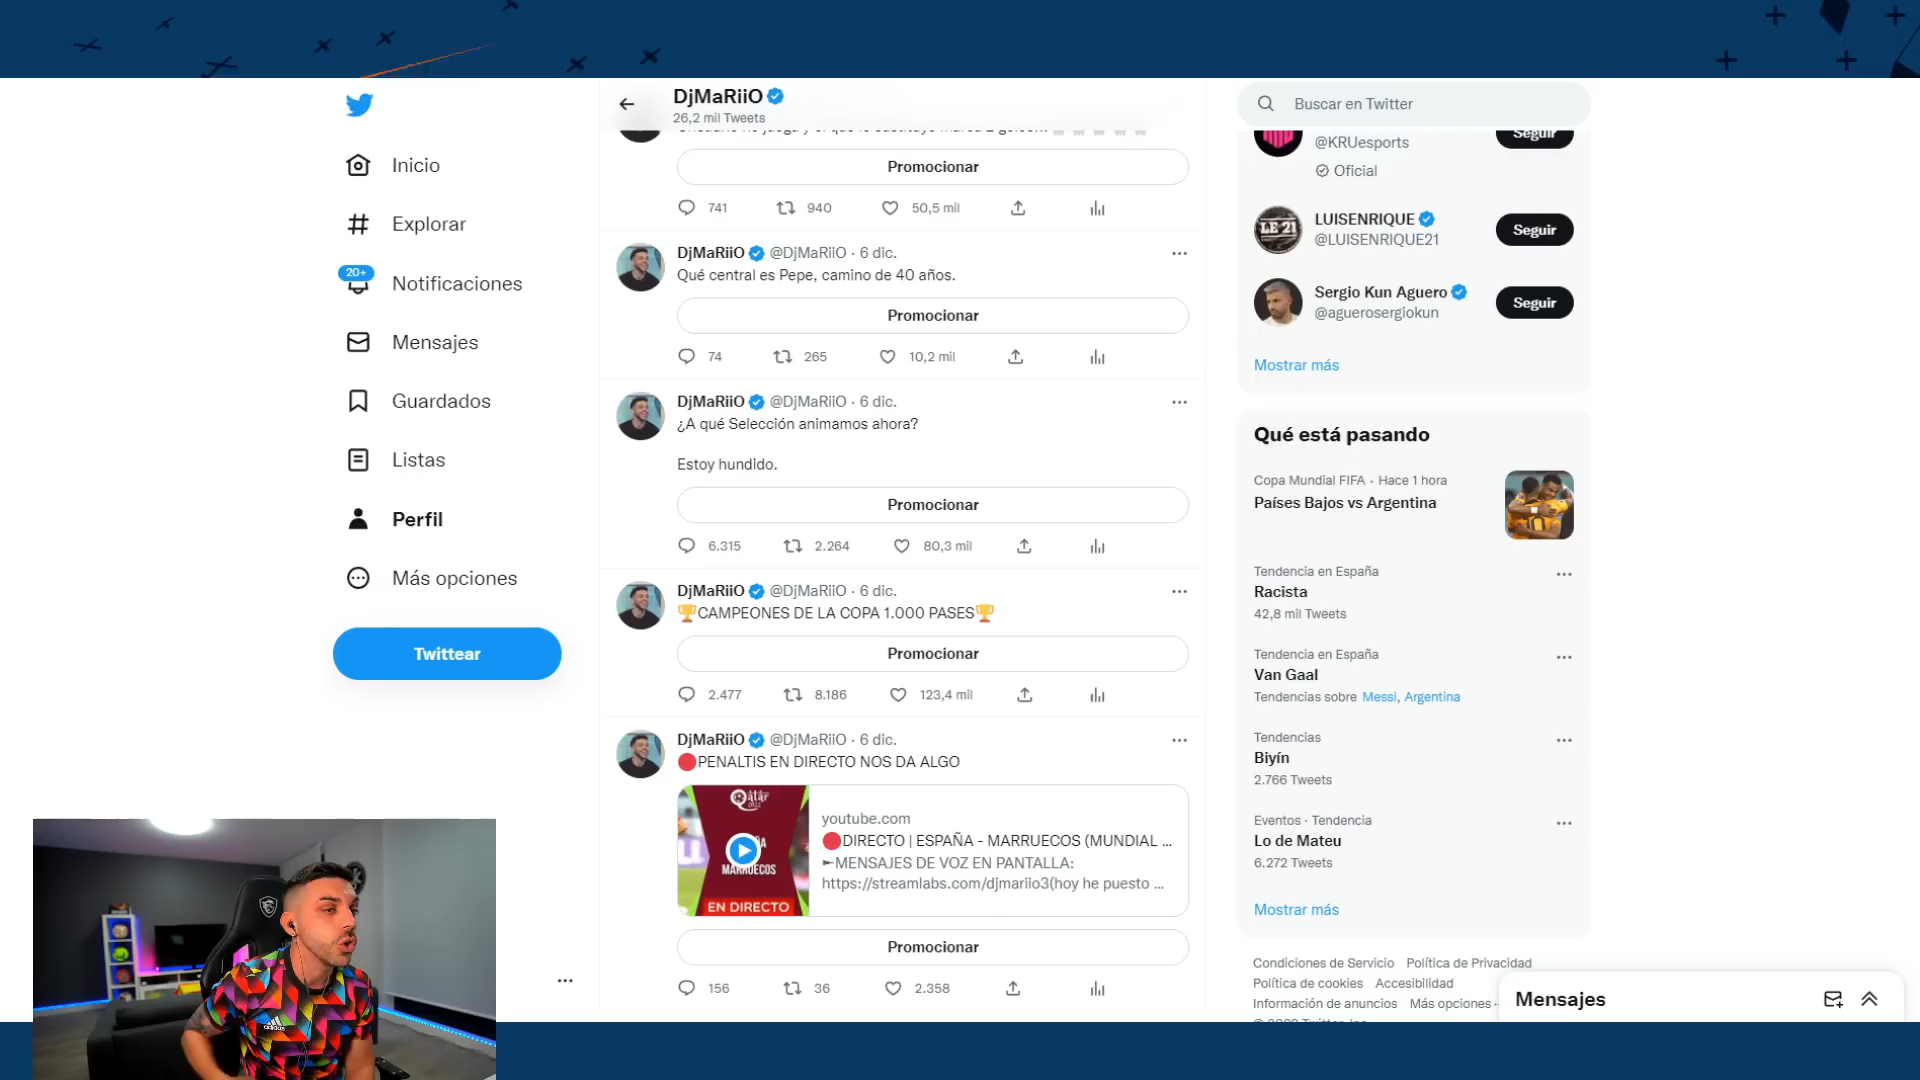 Inicio
Explorar
20+
Notificaciones
Mensajes
Guardados
Listas
Perfil
Más opciones
Twittear
DjMaRiiO
26,2 mil Tweets
Promocionar
741 940 50,5 mil
DjMaRiiO @DjMaRiiO · 6 dic.
Qué central es Pepe, camino de 40 años.
Promocionar
74 265 10,2 mil
DjMaRiiO @DjMaRiiO · 6 dic.
¿A qué Selección animamos ahora?
Estoy hundido.
Promocionar
6.315 2.264 80,3 mil
DjMaRiiO @DjMaRiiO · 6 dic.
🏆CAMPEONES DE LA COPA 1.000 PASES🏆
Promocionar
2.477 8.186 123,4 mil
DjMaRiiO @DjMaRiiO · 6 dic.
🔴PENALTIS EN DIRECTO NOS DA ALGO
Qatar
2022
MARRUECOS
EN DIRECTO
youtube.com
🔴DIRECTO | ESPAÑA - MARRUECOS (MUNDIAL ...
➳MENSAJES DE VOZ EN PANTALLA:
https://streamlabs.com/djmariio3(hoy he puesto ...
Promocionar
156 36 2.358
Buscar en Twitter
@KRUesports
Seguir
Oficial
LE 21
LUISENRIQUE
@LUISENRIQUE21
Seguir
Sergio Kun Aguero
@aguerosergiokun
Seguir
Mostrar más
Qué está pasando
Copa Mundial FIFA · Hace 1 hora
Países Bajos vs Argentina
Tendencia en España
Racista
42,8 mil Tweets
Tendencia en España
Van Gaal
Tendencias sobre Messi, Argentina
Tendencias
Biyín
2.766 Tweets
Eventos · Tendencia
Lo de Mateu
6.272 Tweets
Mostrar más
Condiciones de Servicio Política de Privacidad
Política de cookies Accesibilidad
Información de anuncios Más opciones
Mensajes
adidas